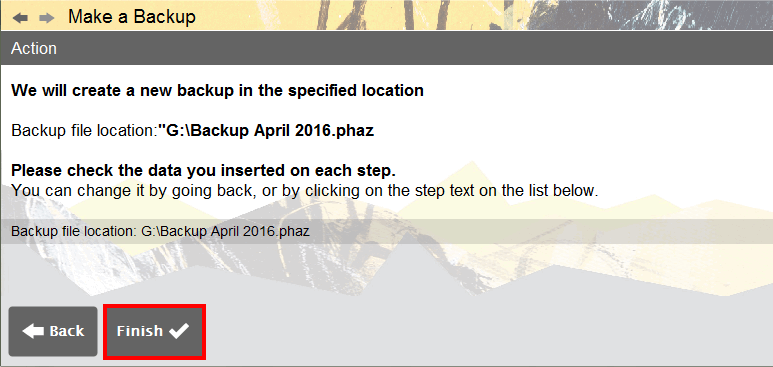 Make a Backup
Action
We will create a new backup in the specified location
Backup file location:"G:\Backup April 2016.phaz
Please check the data you inserted on each step.
You can change it by going back, or by clicking on the step text on the list below.
Backup file location: G:\Backup April 2016.phaz
Back
Finish